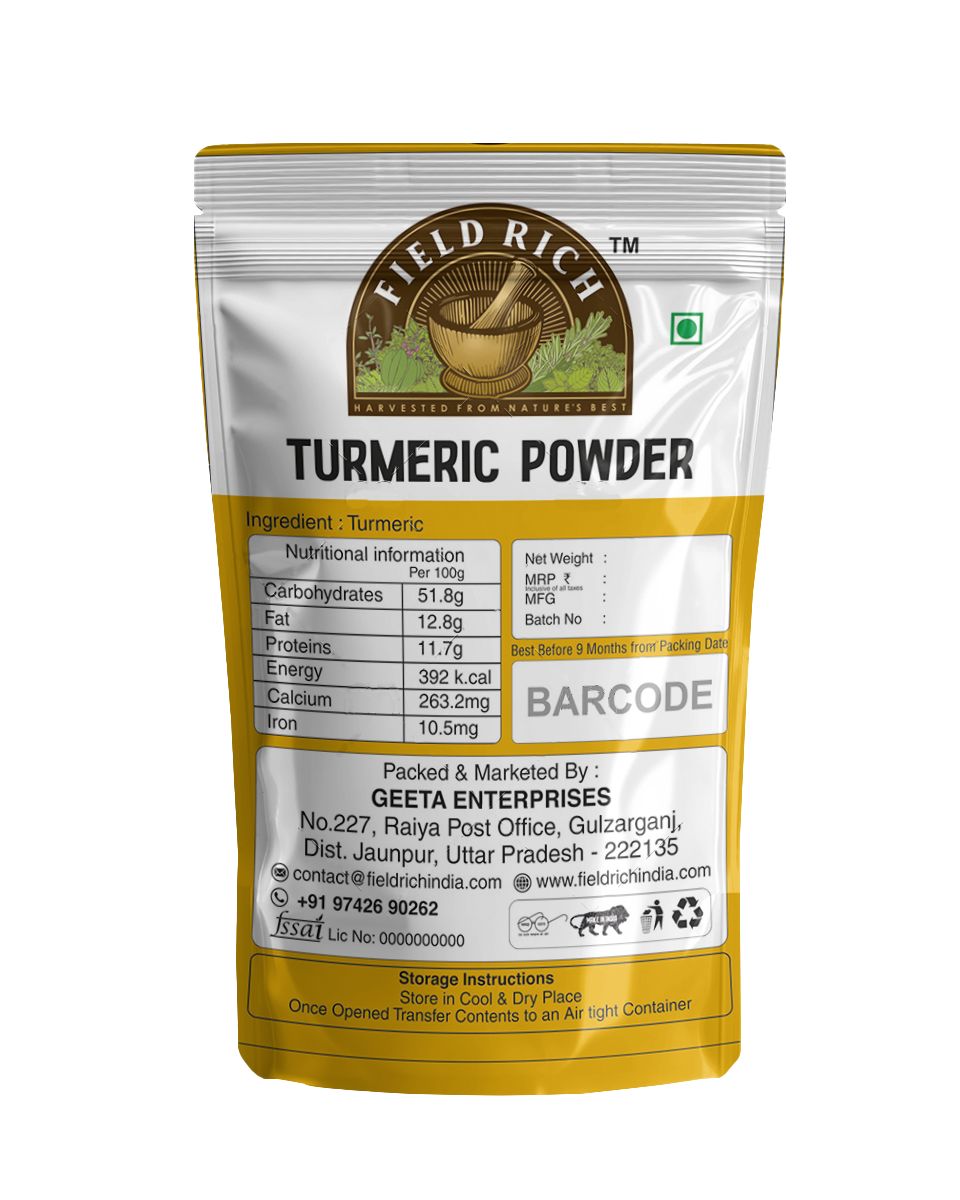 FIELD RICH
TM
HARVESTED FROM NATURE'S BEST
TURMERIC POWDER
Ingredient : Turmeric
Nutritional information
Per 100g
Carbohydrates 51.8g
Fat 12.8g
Proteins 11.7g
Energy 392 k.cal
Calcium 263.2mg
Iron 10.5mg
Net Weight :
MRP ₹ :
Inclusive of all taxes
MFG :
Batch No :
Best Before 9 Months from Packing Date
BARCODE
Packed & Marketed By :
GEETA ENTERPRISES
No.227, Raiya Post Office, Gulzarganj,
Dist. Jaunpur, Uttar Pradesh - 222135
contact@fieldrichindia.com www.fieldrichindia.com
+91 97426 90262
fssai Lic No: 0000000000
MAKE IN INDIA
Storage Instructions
Store in Cool & Dry Place
Once Opened Transfer Contents to an Air tight Container